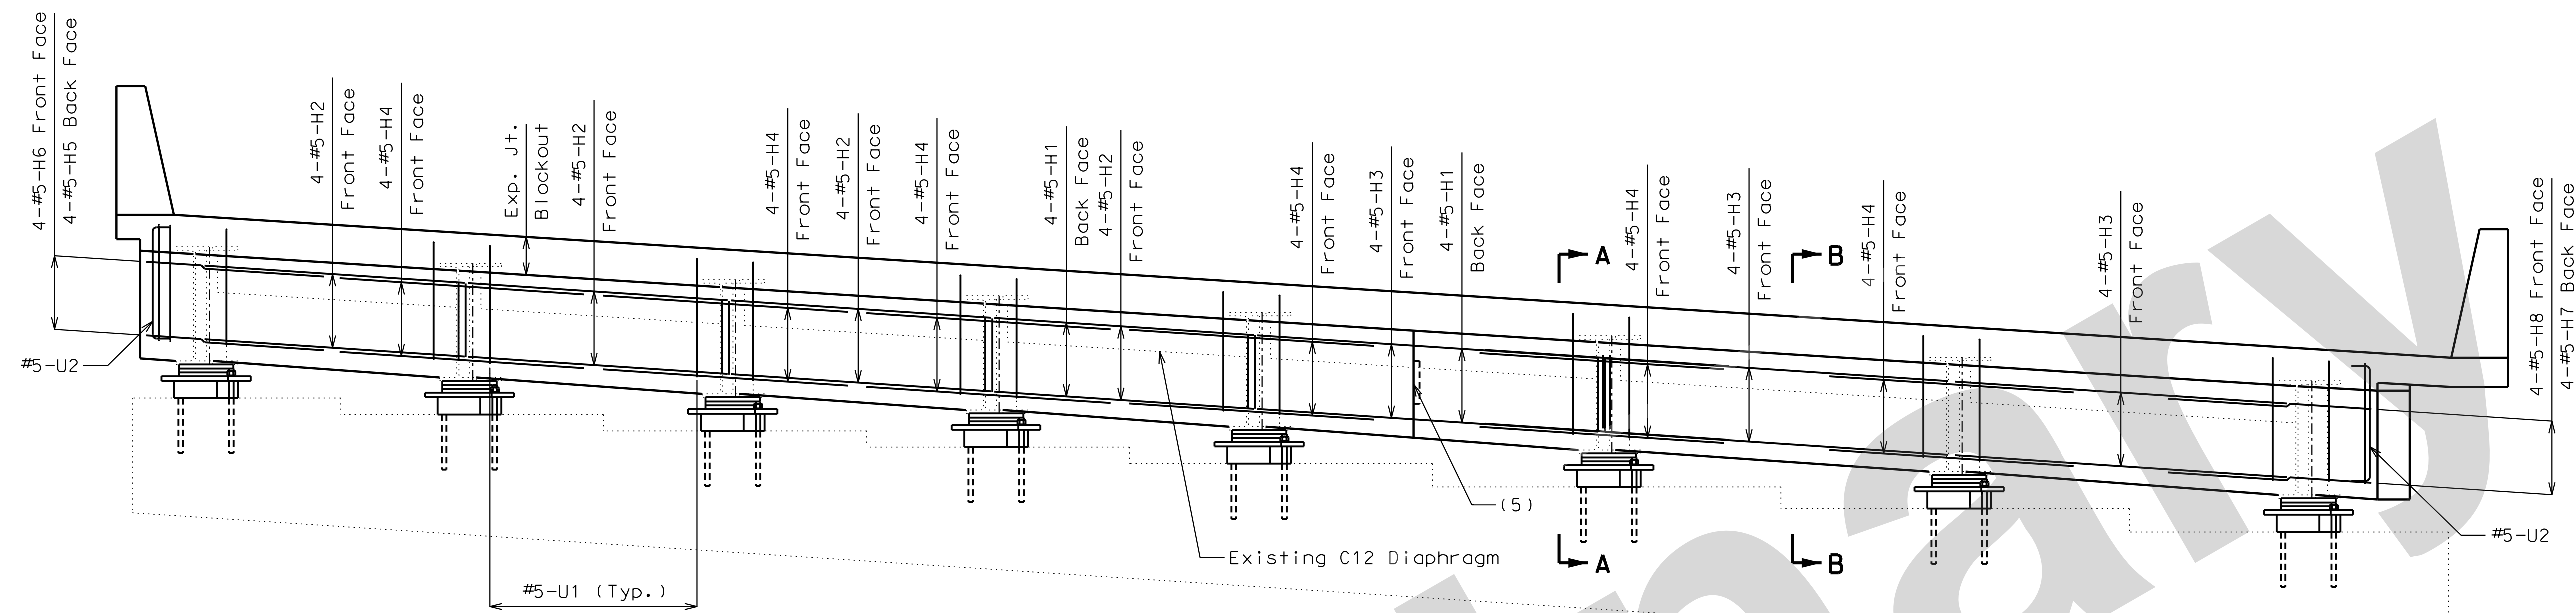 4-#5-H6 Front Face
4-#5-H5 Back Face
4-#5-H2
Front Face
4-#5-H4
Front Face
Exp. Jt.
Blockout
4-#5-H2
Front Face
4-#5-H4
Front Face
4-#5-H2
Front Face
4-#5-H4
Front Face
4-#5-H1
Back Face
4-#5-H2
Front Face
4-#5-H4
Front Face
4-#5-H3
Front Face
4-#5-H1
Back Face
A
4-#5-H4
Front Face
4-#5-H3
Front Face
B
4-#5-H4
Front Face
4-#5-H3
Front Face
4-#5-H8 Front Face
4-#5-H7 Back Face
#5-U2
(5)
#5-U2
Existing C12 Diaphragm
A
B
#5-U1 (Typ.)
nary